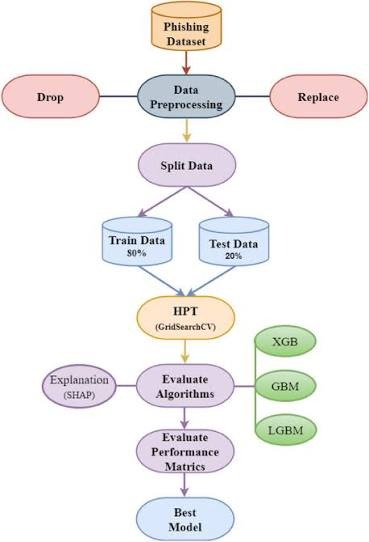 Phishing
Dataset
Drop
Data
Preprocessing
Replace
Split Data
Train Data
80%
Test Data
20%
HPT
(GridSearchCV)
XGB
Explanation
(SHAP)
Evaluate
Algorithms
GBM
LGBM
Evaluate
Performance
Matrics
Best
Model